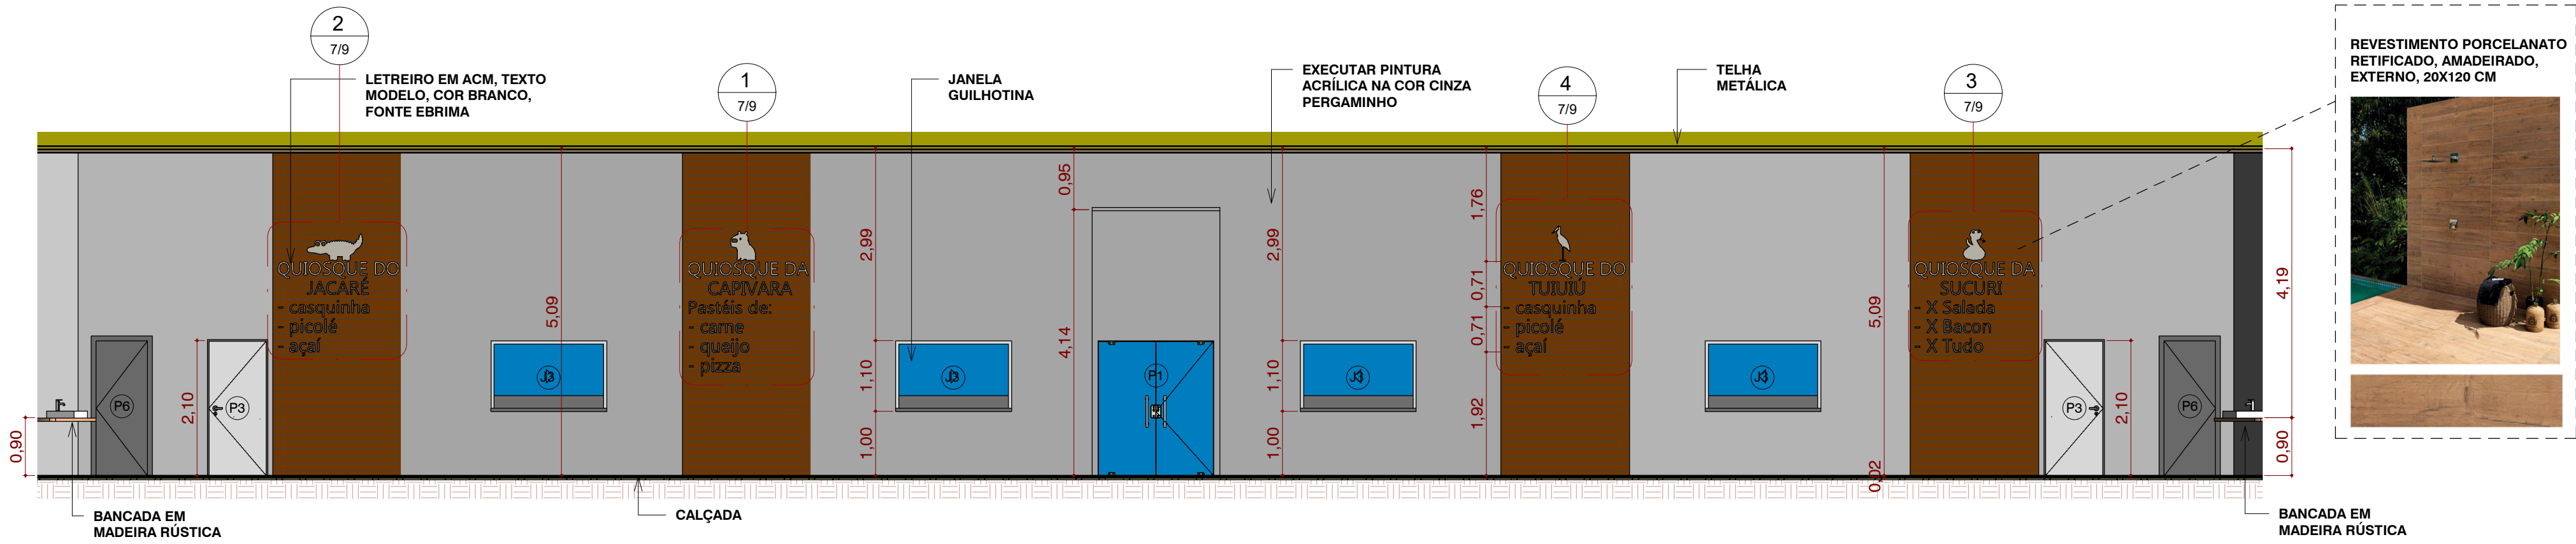 2
7/9
LETREIRO EM ACM, TEXTO
MODELO, COR BRANCO,
FONTE EBRIMA
1
7/9
JANELA
GUILHOTINA
EXECUTAR PINTURA
ACRÍLICA NA COR CINZA
PERGAMINHO
4
7/9
TELHA
METÁLICA
3
7/9
REVESTIMENTO PORCELANATO
RETIFICADO, AMADEIRADO,
EXTERNO, 20X120 CM
QUIOSQUE DO
JACARÉ
- casquinha
- picolé
- açaí
QUIOSQUE DA
CAPIVARA
Pastéis de:
- carne
- queijo
- pizza
QUIOSQUE DO
TUIUIÚ
- casquinha
- picolé
- açaí
QUIOSQUE DA
SUCURI
- X Salada
- X Bacon
- X Tudo
0,90
P6
2,10
P3
5,09
J3
2,99
1,10
1,00
J3
0,95
4,14
P1
2,99
1,10
1,00
J3
1,76
0,71
0,71
1,92
J3
5,09
0,02
P3
2,10
P6
4,19
0,90
BANCADA EM
MADEIRA RÚSTICA
CALÇADA
BANCADA EM
MADEIRA RÚSTICA